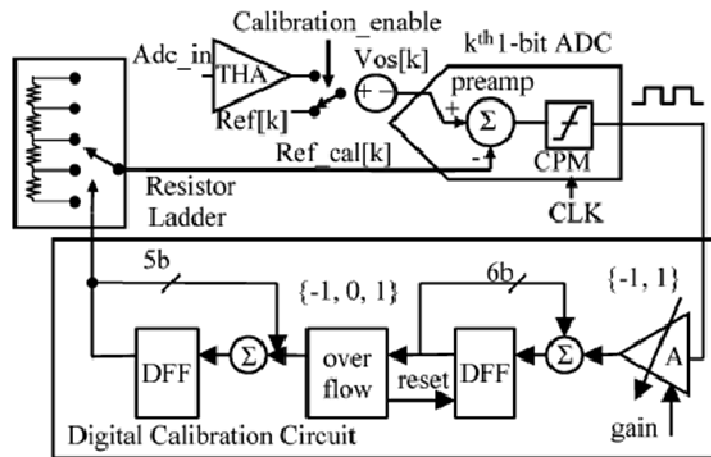 Calibration_enable
Adc_in
THA
Vos[k]
+ -
k^th 1-bit ADC
preamp
Ref[k]
+
Σ
-
CPM
CLK
Ref_cal[k]
Resistor
Ladder
5b
{-1, 0, 1}
6b
{-1, 1}
DFF
Σ
over
flow
reset
DFF
Σ
A
gain
Digital Calibration Circuit